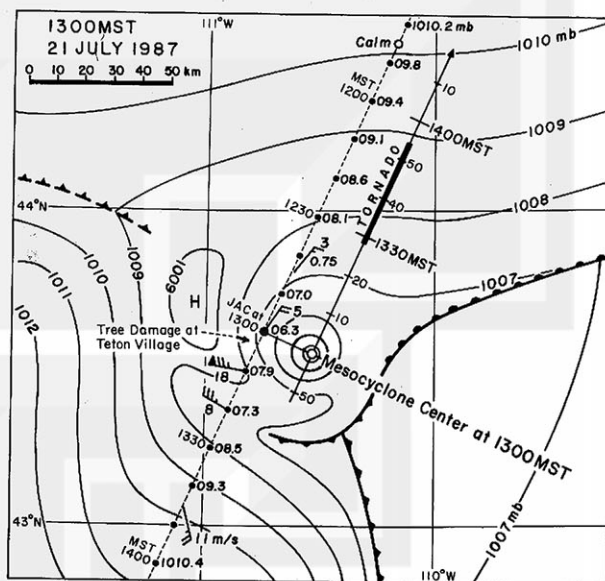 1300MST
21 JULY 1987
0 10 20 30 40 50 km
111°W
1010.2 mb
Calm
1010 mb
09.8
MST
1200
09.4
10
1400MST
09.1
1009
50
TORNADO
08.6
40
44°N
1230
08.1
1008
1330MST
3
0.75
1007
1009
1010
1011
1012
1009
20
07.0
H
JAC at
1300
5
06.3
10
Tree Damage at
Teton Village
18
07.9
Mesocyclone Center at 1300MST
50
8
07.3
1330
08.5
09.3
43°N
11 m/s
MST
1400
1010.4
110°W
1007 mb